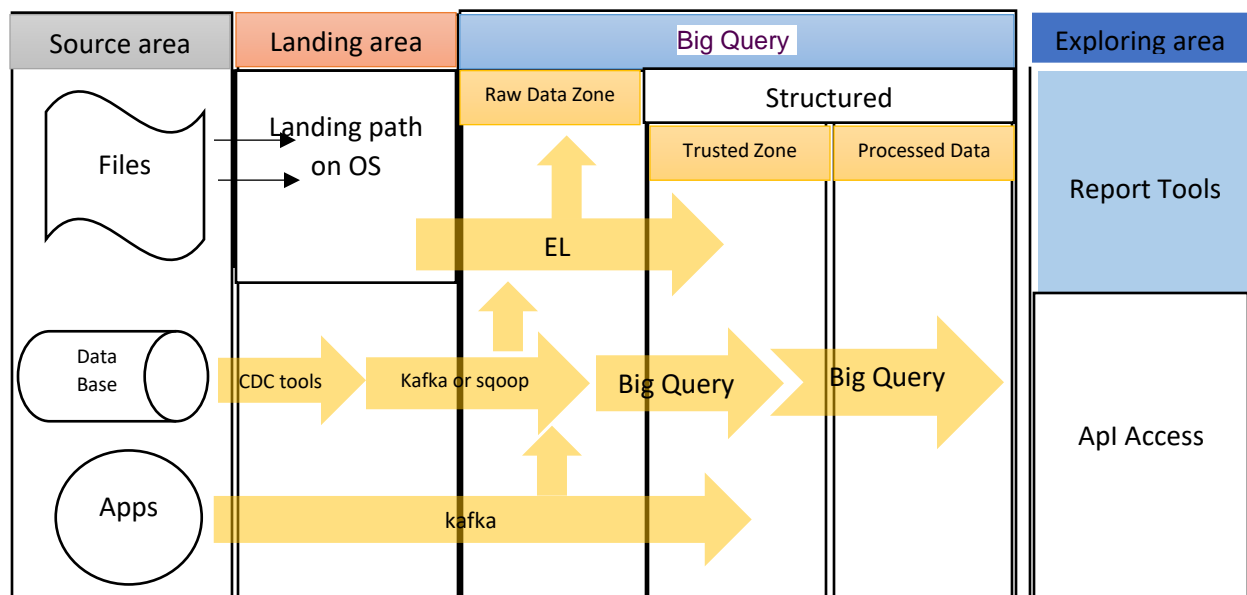 Source area
Landing area
Big Query
Exploring area
Raw Data Zone
Structured
Trusted Zone
Processed Data
Files
Landing path
on OS
Report Tools
EL
Data
Base
CDC tools
Kafka or sqoop
Big Query
Big Query
ApI Access
Apps
kafka